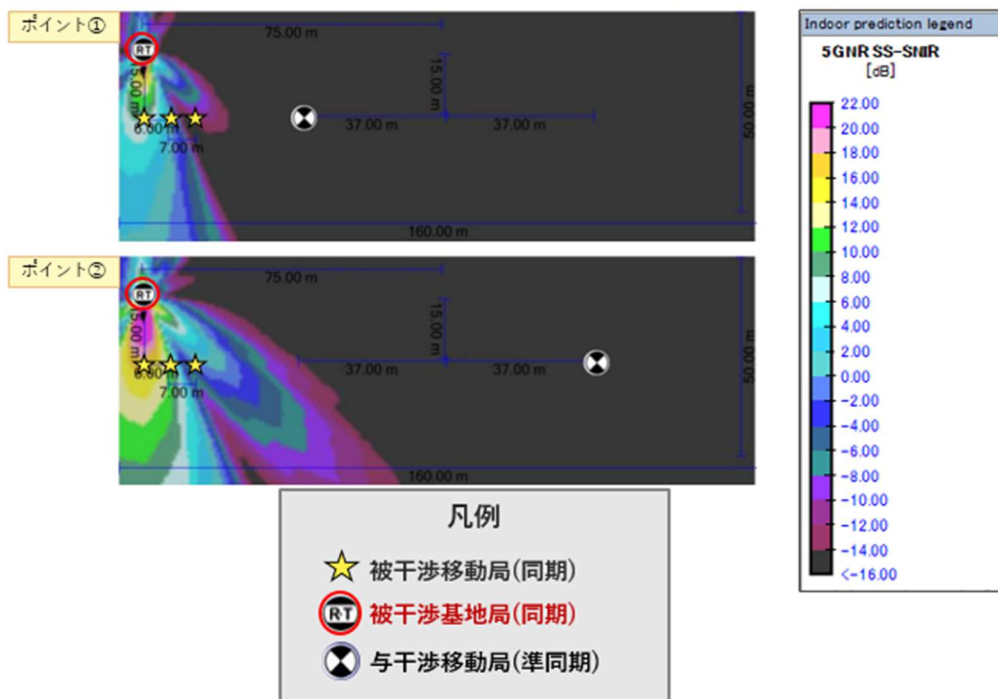 ポイント①
75.00 m
RT
15.00 m
15.00 m
50.00 m
6.00 m
7.00 m
37.00 m
37.00 m
160.00 m
ポイント②
75.00 m
RT
15.00 m
15.00 m
50.00 m
6.00 m
7.00 m
37.00 m
37.00 m
160.00 m
凡例
被干渉移動局(同期)
RT 被干渉基地局(同期)
与干渉移動局(準同期)
Indoor prediction legend
5GNR SS-SNIR
[dB]
22.00
20.00
18.00
16.00
14.00
12.00
10.00
8.00
6.00
4.00
2.00
0.00
-2.00
-4.00
-6.00
-8.00
-10.00
-12.00
-14.00
<-16.00